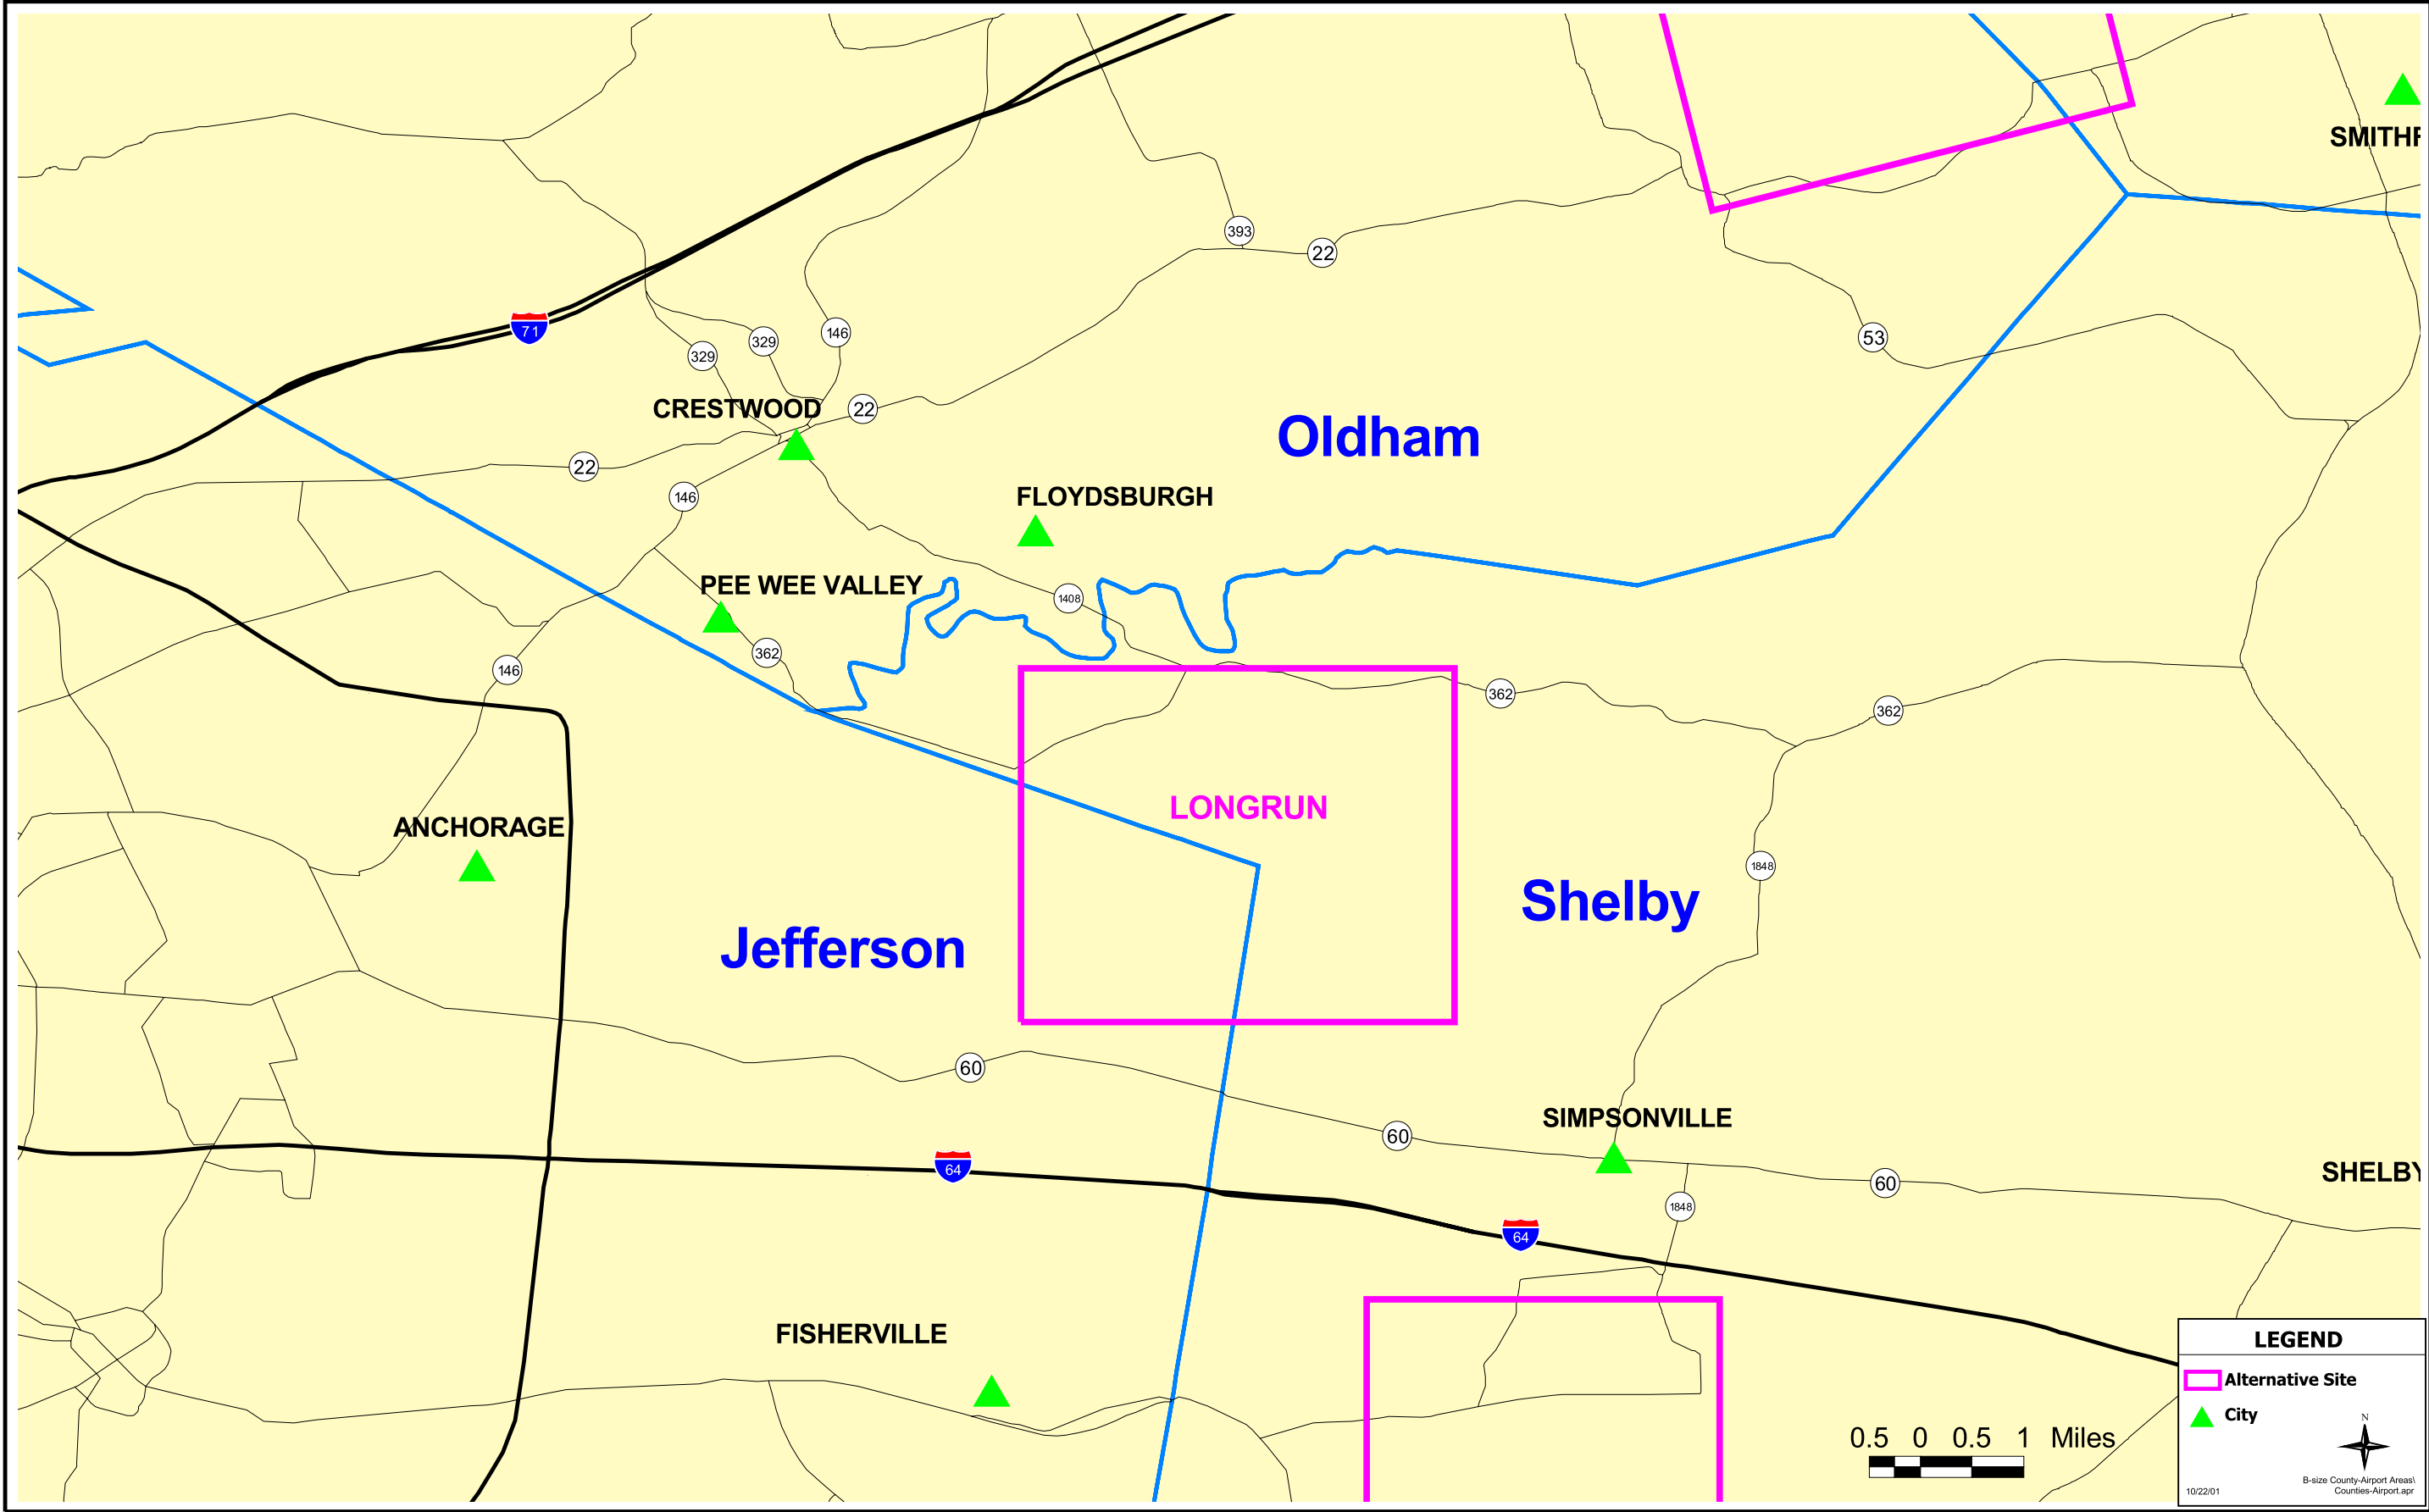 SMITHF
393
22
71
53
329
329
146
CRESTWOOD
22
Oldham
22
146
FLOYDSBURGH
PEE WEE VALLEY
1408
362
146
362
362
LONGRUN
ANCHORAGE
1848
Shelby
Jefferson
60
SIMPSONVILLE
60
64
SHELBY
60
1848
64
FISHERVILLE
LEGEND
Alternative Site
City
N
0.5 0 0.5 1 Miles
B-size County-Airport Areas\
10/22/01 Counties-Airport.apr